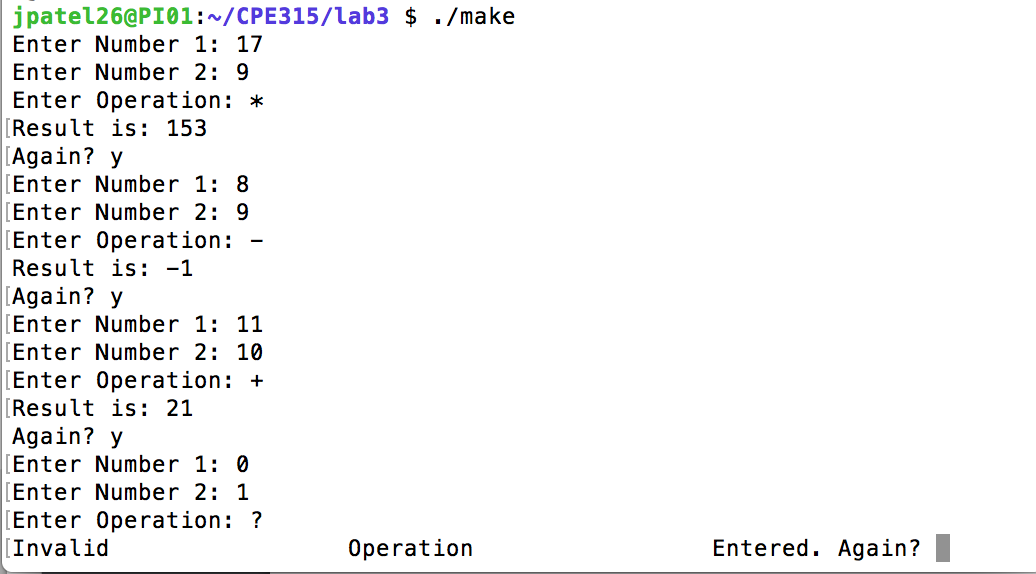 jpatel26@PI01:~/CPE315/lab3 $ ./make
Enter Number 1: 17
Enter Number 2: 9
Enter Operation: *
[Result is: 153
[Again? y
[Enter Number 1: 8
[Enter Number 2: 9
[Enter Operation: -
Result is: -1
[Again? y
[Enter Number 1: 11
[Enter Number 2: 10
[Enter Operation: +
[Result is: 21
Again? y
[Enter Number 1: 0
[Enter Number 2: 1
[Enter Operation: ?
[Invalid Operation Entered. Again?